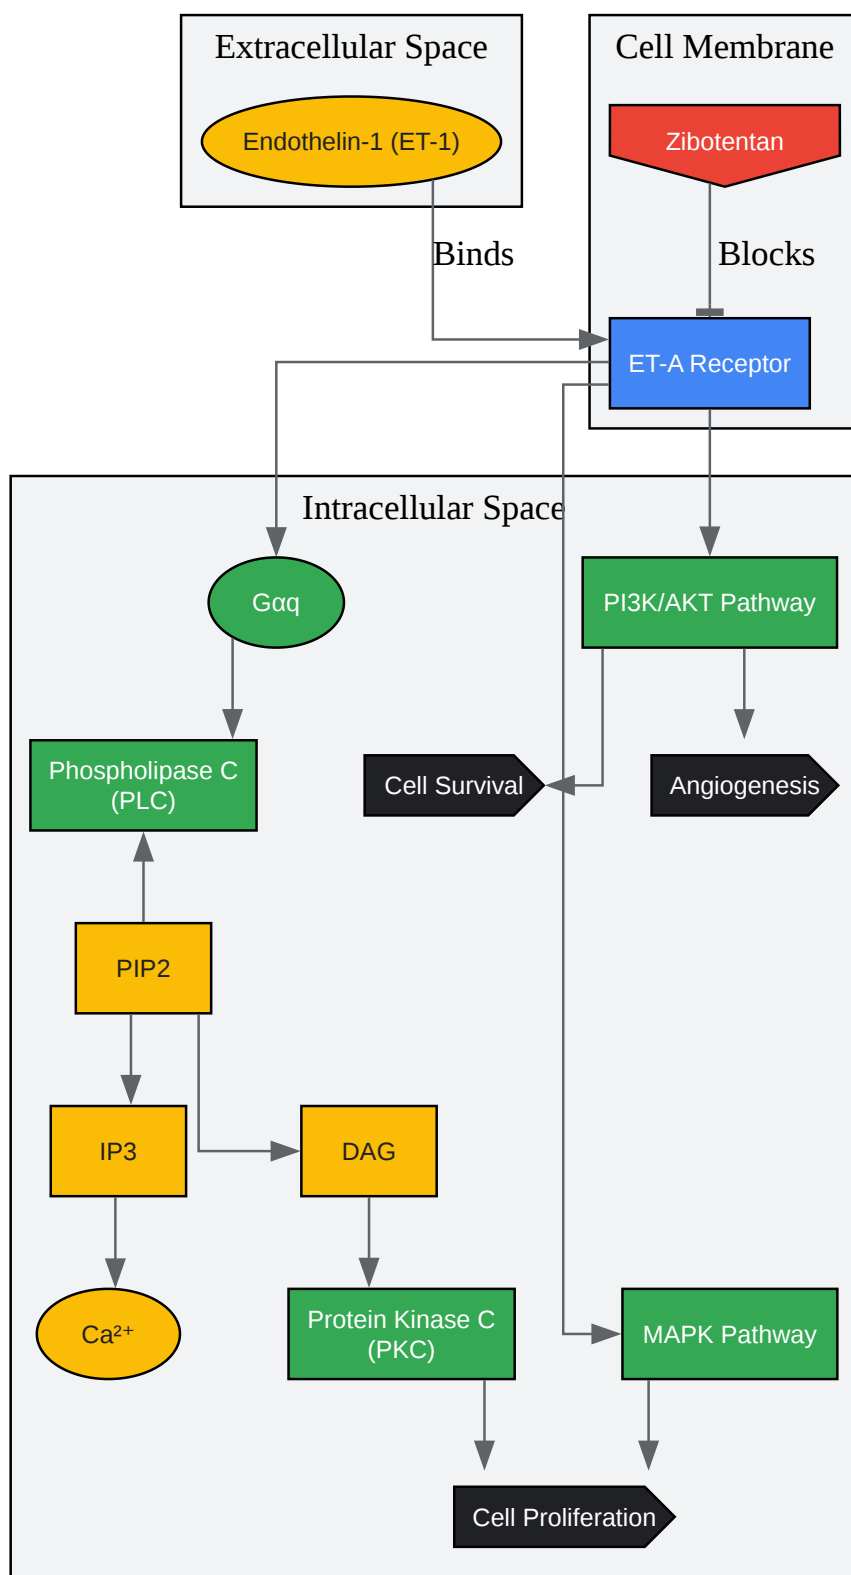 Extracellular Space
Cell Membrane
Endothelin-1 (ET-1)
Zibotentan
Binds
Blocks
ET-A Receptor
Intracellular Space
Gαq
PI3K/AKT Pathway
Phospholipase C
(PLC)
Cell Survival
Angiogenesis
PIP2
IP3
DAG
Ca²⁺
Protein Kinase C
(PKC)
MAPK Pathway
Cell Proliferation